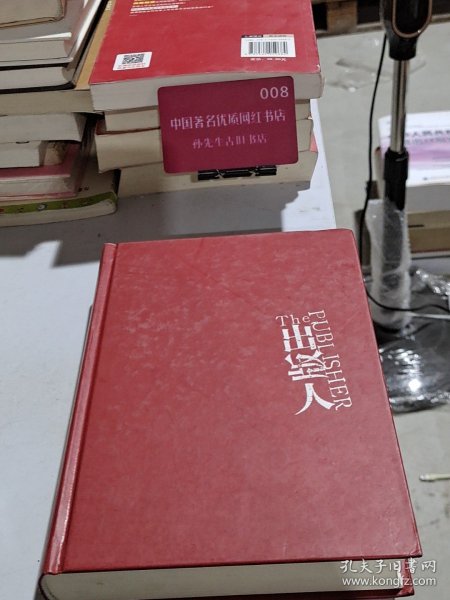 008
中国著名优质网红书店
孙先生古旧书店
The
PUBLISHER
出版人
孔夫子旧书网
www.kongfz.com